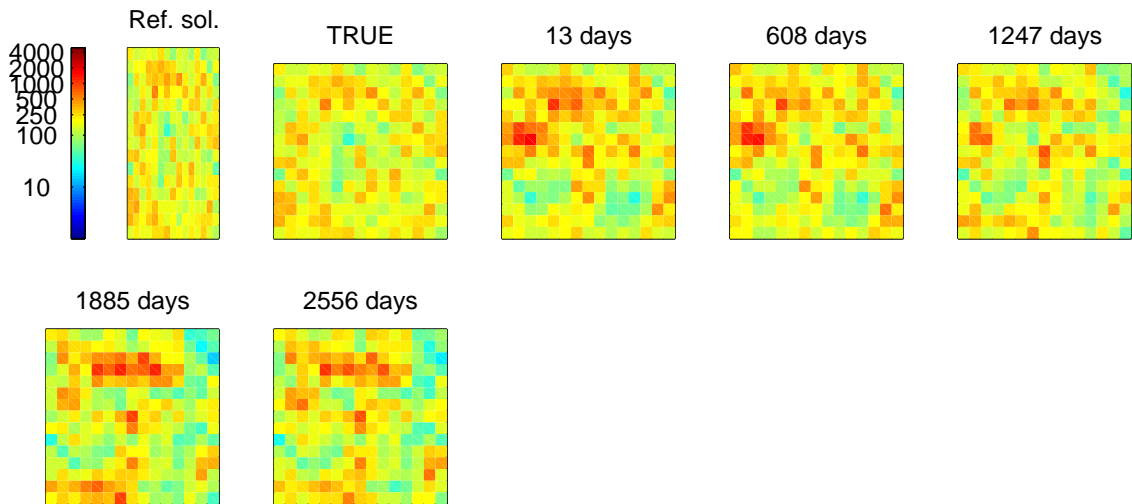 Ref. sol.
TRUE
13 days
608 days
1247 days
4000
2000
1000
500
250
100
10
1885 days
2556 days